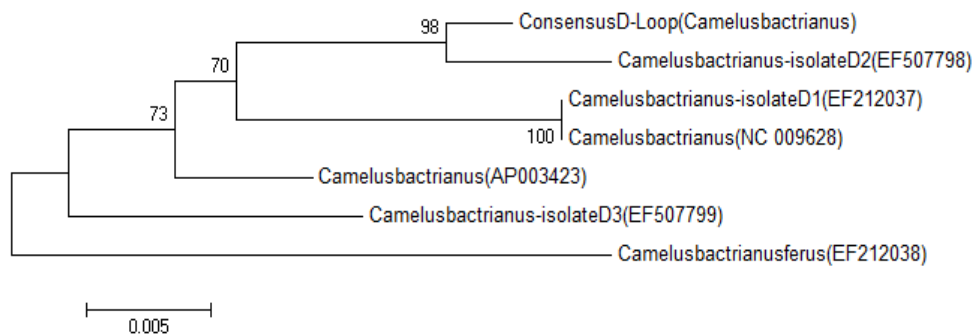 98
ConsensusD-Loop(Camelusbactrianus)
Camelusbactrianus-isolateD2(EF507798)
70
Camelusbactrianus-isolateD1(EF212037)
73
100
Camelusbactrianus(NC 009628)
Camelusbactrianus(AP003423)
Camelusbactrianus-isolateD3(EF507799)
Camelusbactrianusferus(EF212038)
0.005